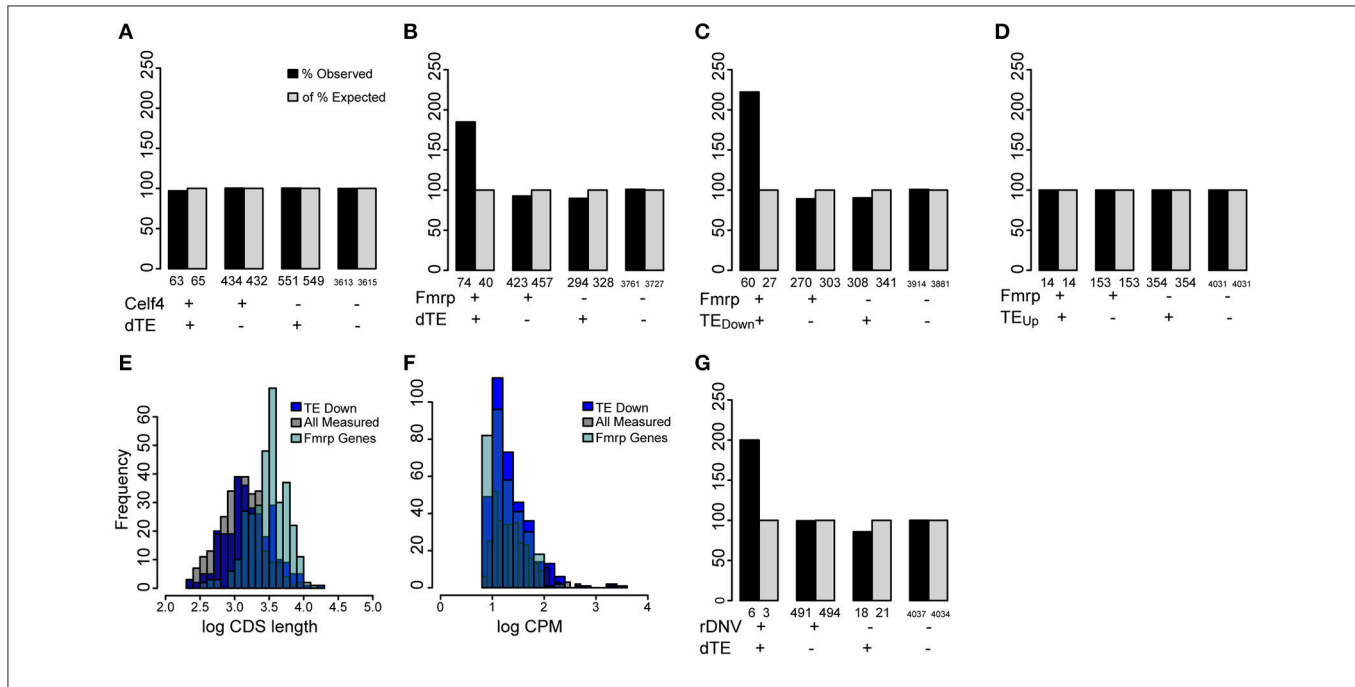 A
250
200
150
100
50
0
% Observed
of % Expected
63 65 434 432 551 549 3613 3615
Celf4 + + - -
dTE + - + -
B
250
200
150
100
50
0
74 40 423 457 294 328 3761 3727
Fmrp + + - -
dTE + - + -
C
250
200
150
100
50
0
60 27 270 303 308 341 3914 3881
Fmrp + + - -
TEDown + - + -
D
250
200
150
100
50
0
14 14 153 153 354 354 4031 4031
Fmrp + + - -
TEUp + - + -
E
Frequency
60
50
40
30
20
10
0
TE Down
All Measured
Fmrp Genes
2.0 2.5 3.0 3.5 4.0 4.5 5.0
log CDS length
F
100
80
60
40
20
0
TE Down
All Measured
Fmrp Genes
0 1 2 3 4
log CPM
G
250
200
150
100
50
0
6 3 491 494 18 21 4037 4034
rDNV + + - -
dTE + - + -